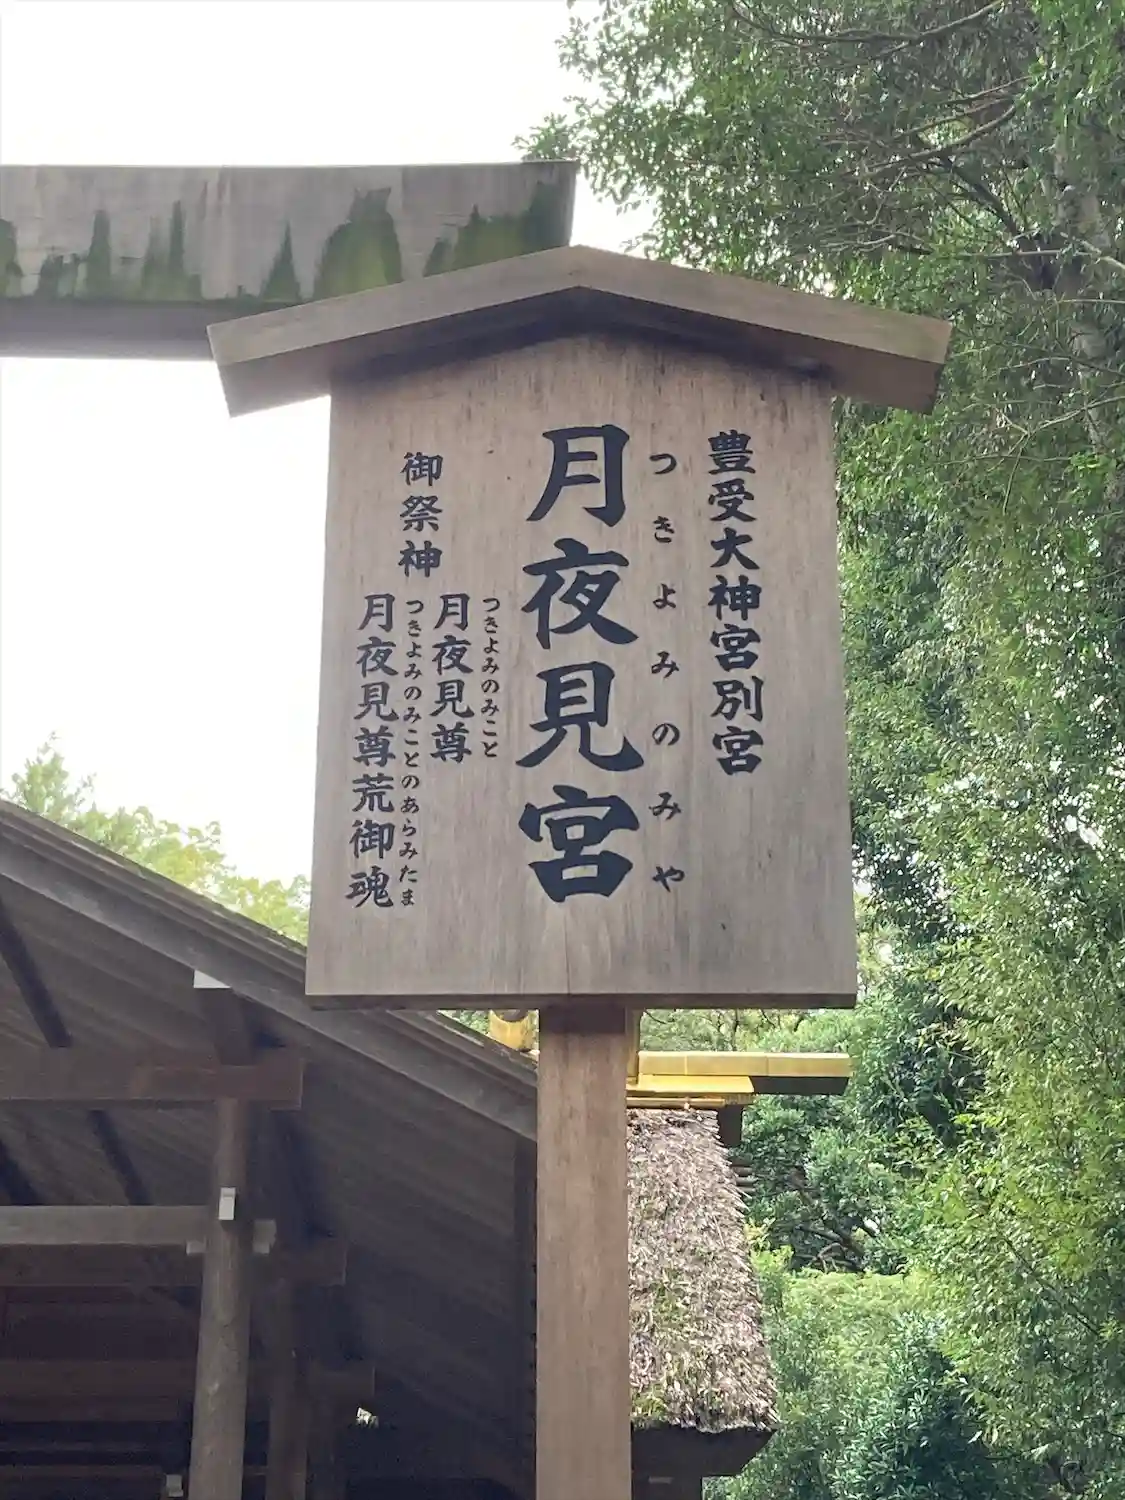 豊受大神宮別宮
つきよみのみや
月夜見宮
御祭神
つきよみのみこと
月夜見尊
つきよみのみことのあらみたま
月夜見尊荒御魂